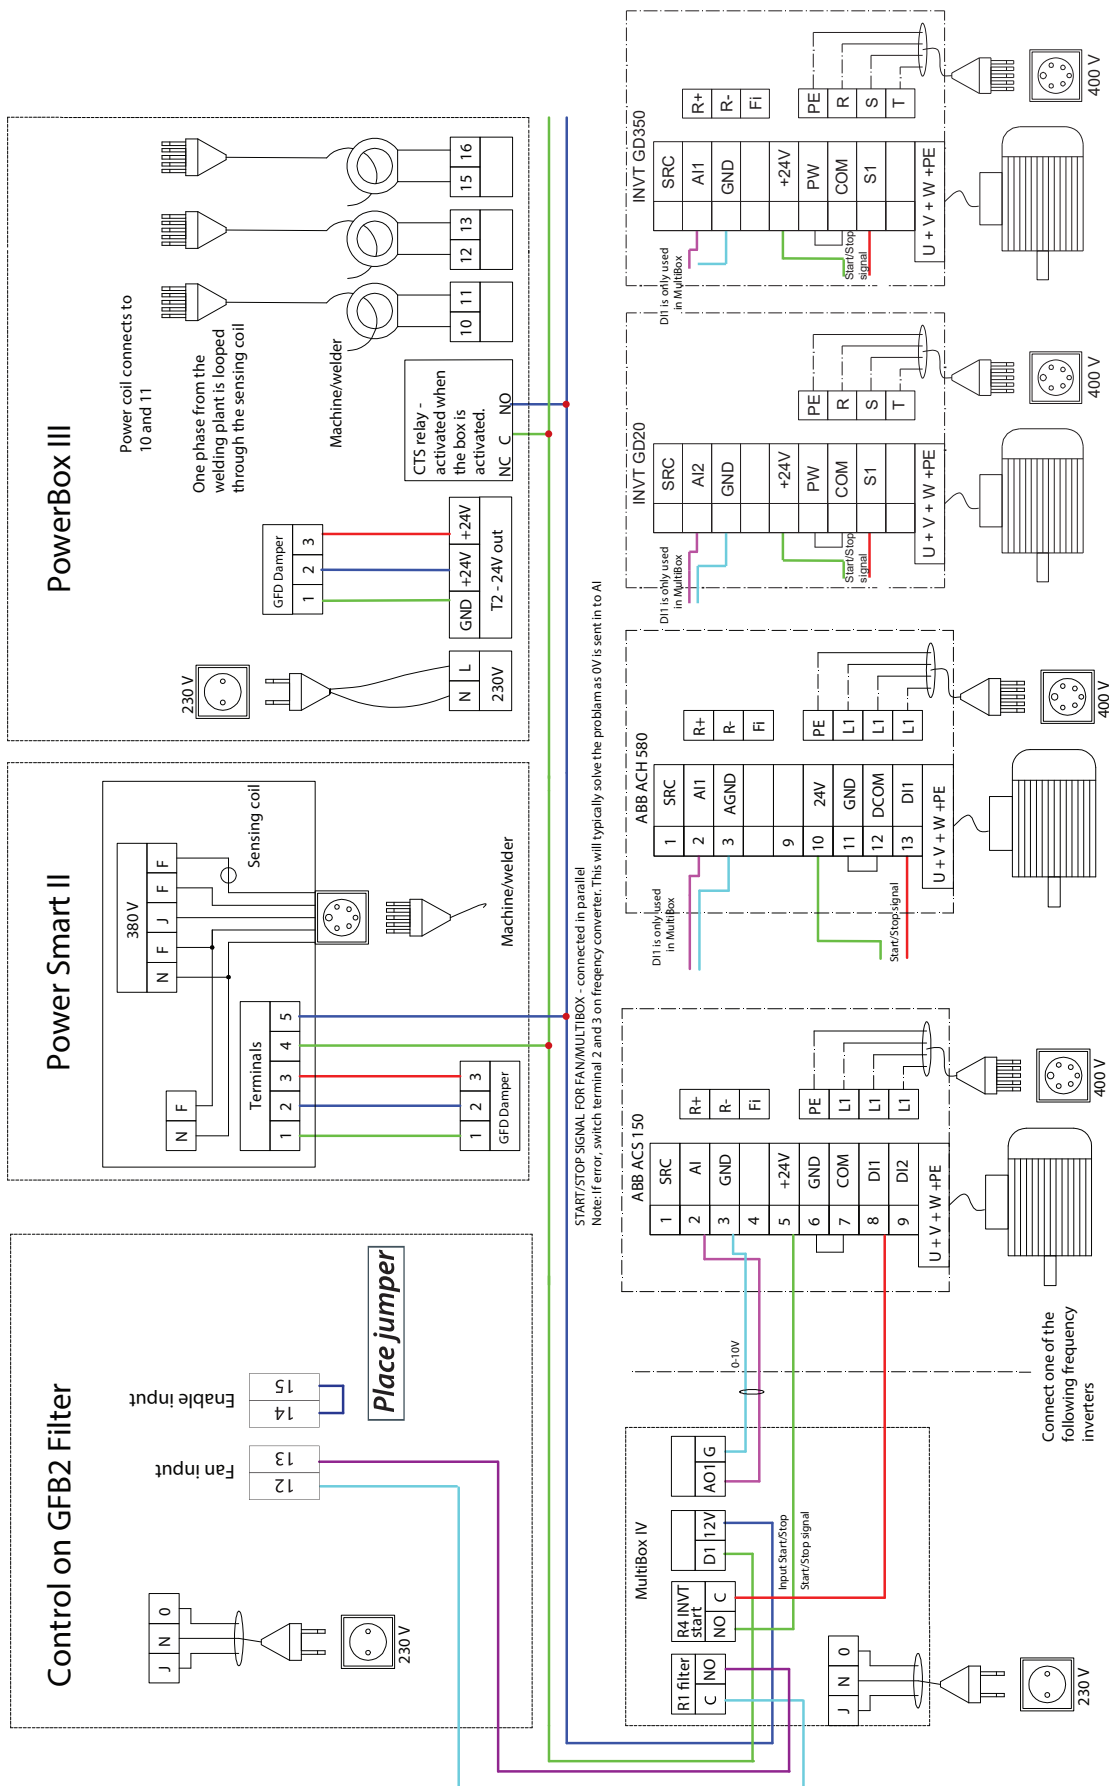 Control on GFB2 Filter
J
N
0
230 V
Fan input
12
13
Enable input
14
15
Place jumper
Power Smart II
380 V
N
F
J
F
F
Sensing coil
N
F
Terminals
1
2
3
4
5
1
2
3
GFD Damper
Machine/welder
PowerBox III
230 V
N
L
230V
GFD Damper
1
2
3
GND
+24V
+24V
T2 - 24V out
Power coil connects to
10 and 11
One phase from the
welding plant is looped
through the sensing coil
Machine/welder
CTS relay -
activated when
the box is
activated.
NC
C
NO
10
11
12
13
15
16
START/STOP SIGNAL FOR FAN/MULTIBOX - connected in parallel
Note: If error, switch terminal 2 and 3 on freqency converter. This will typically solve the problam as 0V is sent in to AI
MultiBox IV
R1 filter
C
NO
R4 INVT
start
NO
C
D1
12V
AO1
G
Input Start/Stop
Start/Stop signal
J
N
0
230 V
0-10V
Connect one of the
following frequency
inverters
ABB ACS 150
1
SRC
2
AI
3
GND
4
5
+24V
6
GND
7
COM
8
DI1
9
DI2
U + V + W +PE
R+
R-
Fi
PE
L1
L1
L1
400 V
ABB ACH 580
DI1 is only used
in MultiBox
1
SRC
2
AI1
3
AGND
9
10
24V
11
GND
12
DCOM
13
DI1
U + V + W +PE
Start/Stop signal
R+
R-
Fi
PE
L1
L1
L1
400 V
INVT GD20
DI1 is only used
in MultiBox
SRC
AI2
GND
+24V
PW
COM
S1
U + V + W +PE
Start/Stop
signal
PE
R
S
T
400 V
INVT GD350
DI1 is only used
in MultiBox
SRC
AI1
GND
+24V
PW
COM
S1
U + V + W +PE
Start/Stop
signal
R+
R-
Fi
PE
R
S
T
400 V